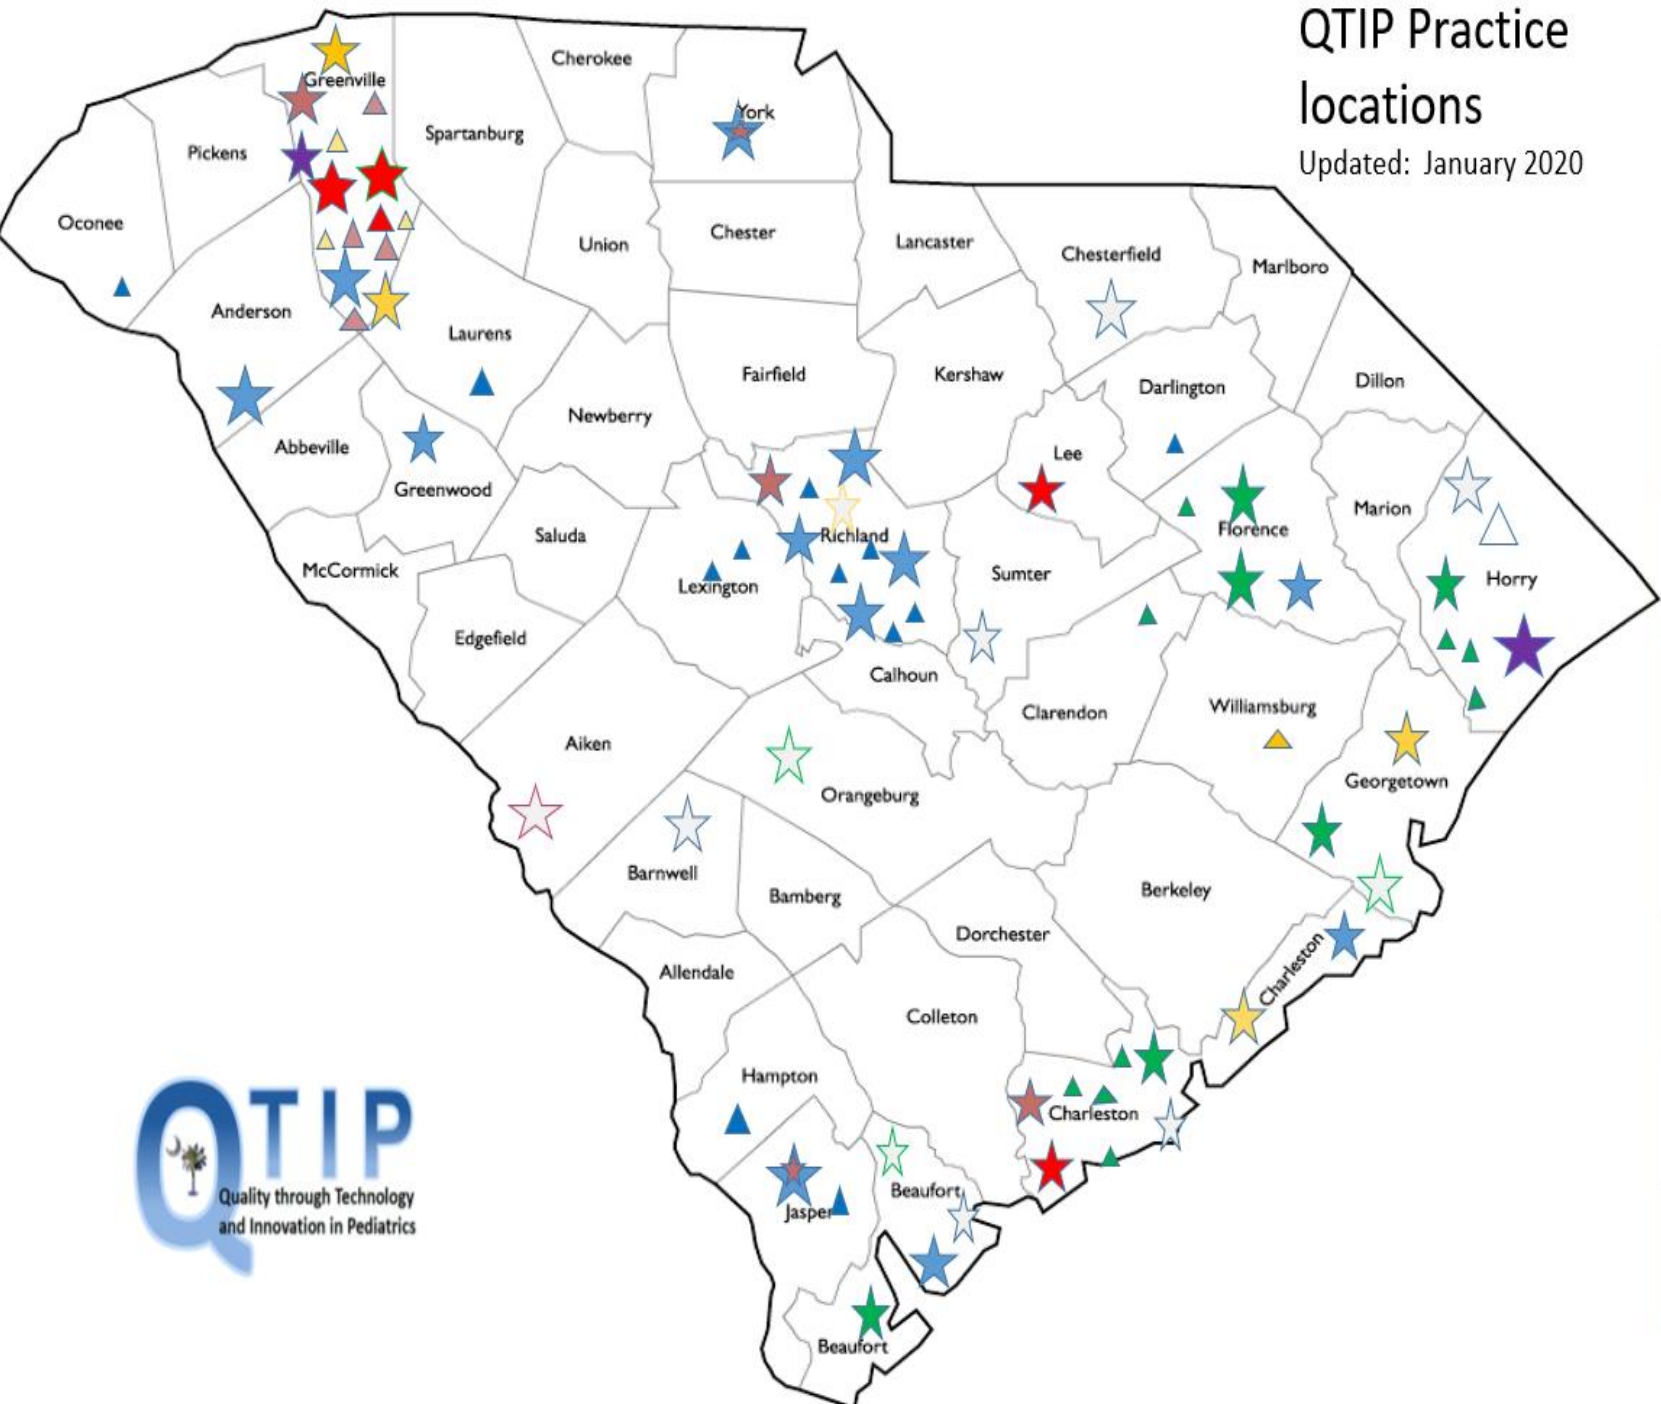 QTIP Practice
locations
Updated: January 2020
Cherokee
Greenville
York
Spartanburg
Pickens
Oconee
Union
Chester
Lancaster
Chesterfield
Marlboro
Anderson
Laurens
Fairfield
Kershaw
Darlington
Dillon
Newberry
Abbeville
Lee
Greenwood
Marion
Saluda
Richland
Florence
McCormick
Lexington
Sumter
Horry
Edgefield
Calhoun
Clarendon
Williamsburg
Aiken
Orangeburg
Georgetown
Barnwell
Bamberg
Berkeley
Dorchester
Allendale
Charleston
Colleton
Hampton
Charleston
Beaufort
Jasper
Beaufort
QTIP
Quality through Technology
and Innovation in Pediatrics